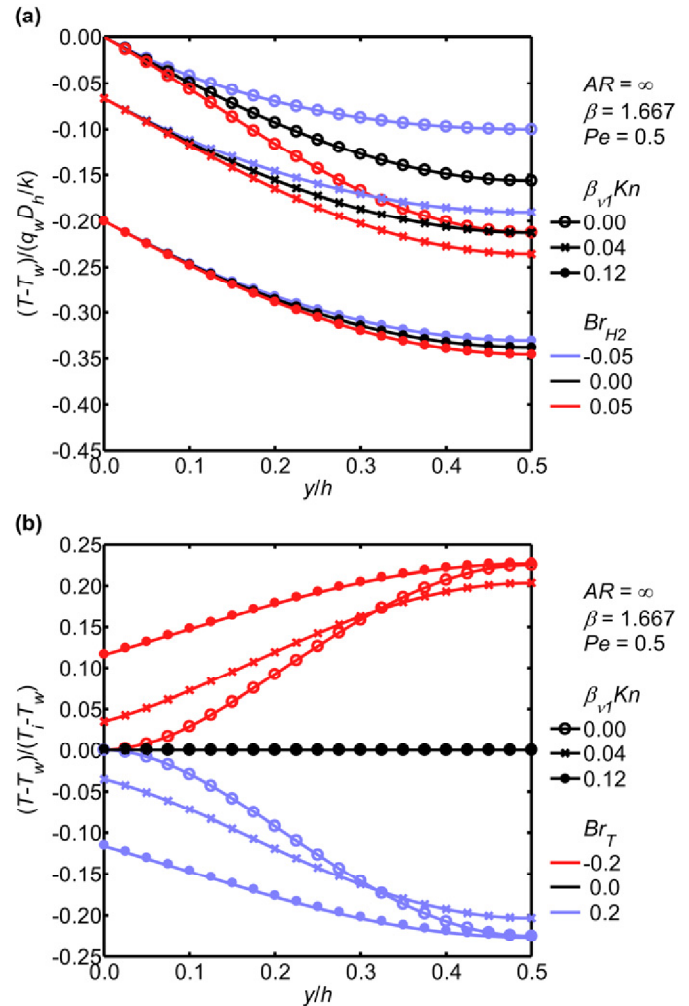 (a)
0.00
-0.05
-0.10
-0.15
-0.20
-0.25
-0.30
-0.35
-0.40
-0.45
(T-T_w)/(q_w D_h/k)
0.0 0.1 0.2 0.3 0.4 0.5
y/h
AR = ∞
β = 1.667
Pe = 0.5
β_v1Kn
0.00
0.04
0.12
Br_H2
-0.05
0.00
0.05
(b)
0.25
0.20
0.15
0.10
0.05
0.00
-0.05
-0.10
-0.15
-0.20
-0.25
(T-T_w)/(T_i-T_w)
0.0 0.1 0.2 0.3 0.4 0.5
y/h
AR = ∞
β = 1.667
Pe = 0.5
β_v1Kn
0.00
0.04
0.12
Br_T
-0.2
0.0
0.2